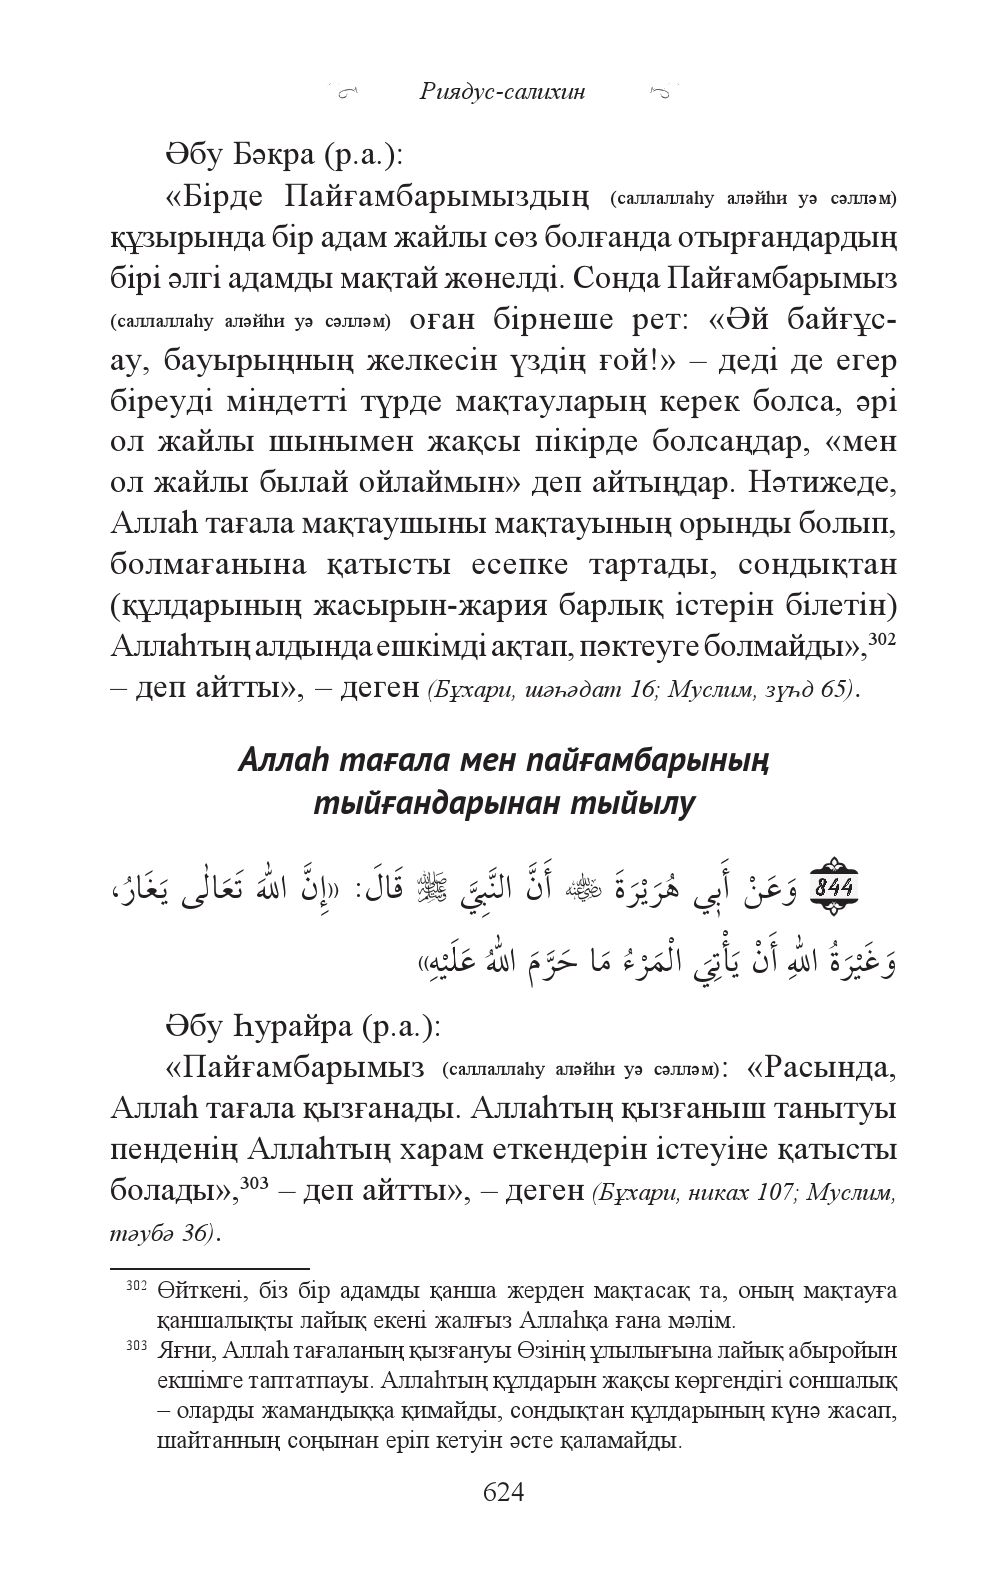 Риядус-салихин
Әбу Бәкра (р.а.):
«Бірде Пайғамбарымыздың (саллаллаһу аләйһи уә сәлләм)
құзырында бір адам жайлы сөз болғанда отырғандардың
бірі әлгі адамды мақтай жөнелді. Сонда Пайғамбарымыз
(саллаллаһу аләйһи уә сәлләм) оған бірнеше рет: «Әй байғұс-
ау, бауырыңның желкесін үздің ғой!» – деді де егер
біреуді міндетті түрде мақтауларың керек болса, әрі
ол жайлы шынымен жақсы пікірде болсаңдар, «мен
ол жайлы былай ойлаймын» деп айтыңдар. Нәтижеде,
Аллаһ тағала мақтаушыны мақтауының орынды болып,
болмағанына қатысты есепке тартады, сондықтан
(құлдарының жасырын-жария барлық істерін білетін)
Аллаһтың алдында ешкімді ақтап, пәктеуге болмайды»,³⁰²
– деп айтты», – деген (Бұхари, шәһәдат 16; Муслим, зүһд 65).
Аллаһ тағала мен пайғамбарының
тыйғандарынан тыйылу
844 وَعَنْ أَبِي هُرَيْرَةَ ﵁ أَنَّ النَّبِيَّ ﷺ قَالَ: «إِنَّ اللهَ تَعَالَى يَغَارُ،
وَغَيْرَةُ اللهِ أَنْ يَأْتِيَ الْمَرْءُ مَا حَرَّمَ اللهُ عَلَيْهِ»
Әбу Һурайра (р.а.):
«Пайғамбарымыз (саллаллаһу аләйһи уә сәлләм): «Расында,
Аллаһ тағала қызғанады. Аллаһтың қызғаныш танытуы
пенденің Аллаһтың харам еткендерін істеуіне қатысты
болады»,³⁰³ – деп айтты», – деген (Бұхари, никах 107; Муслим,
тәубә 36).
302 Өйткені, біз бір адамды қанша жерден мақтасақ та, оның мақтауға
қаншалықты лайық екені жалғыз Аллаһқа ғана мәлім.
303 Яғни, Аллаһ тағаланың қызғануы Өзінің ұлылығына лайық абыройын
екшімге таптатпауы. Аллаһтың құлдарын жақсы көргендігі соншалық
– оларды жамандыққа қимайды, сондықтан құлдарының күнә жасап,
шайтанның соңынан еріп кетуін әсте қаламайды.
624